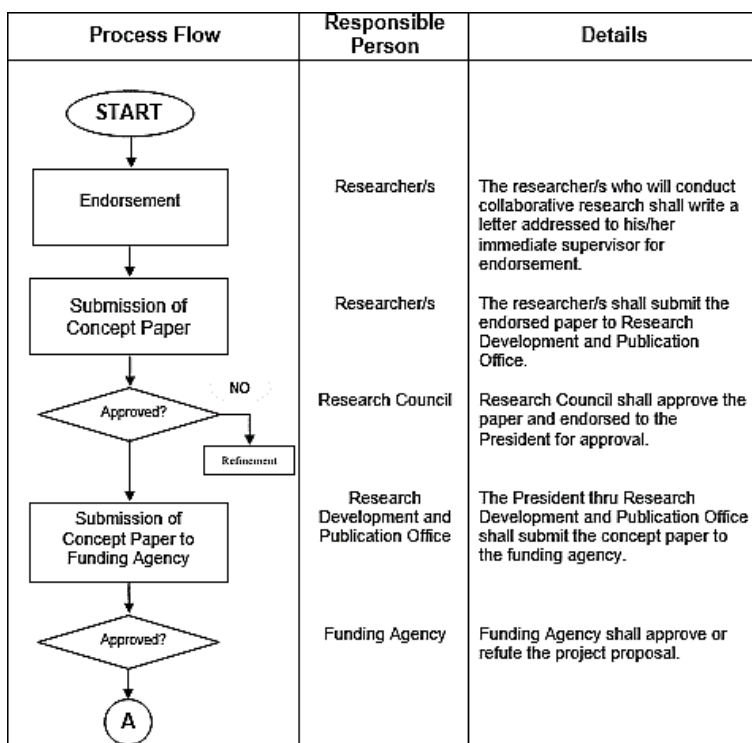 Process Flow
Responsible
Person
Details
START
Endorsement
Researcher/s
The researcher/s who will conduct
collaborative research shall write a
letter addressed to his/her
immediate supervisor for
endorsement.
Submission of
Concept Paper
Researcher/s
The researcher/s shall submit the
endorsed paper to Research
Development and Publication
Office.
Approved?
NO
Refinement
Research Council
Research Council shall approve the
paper and endorsed to the
President for approval.
Submission of
Concept Paper to
Funding Agency
Research
Development and
Publication Office
The President thru Research
Development and Publication Office
shall submit the concept paper to
the funding agency.
Approved?
Funding Agency
Funding Agency shall approve or
refute the project proposal.
A